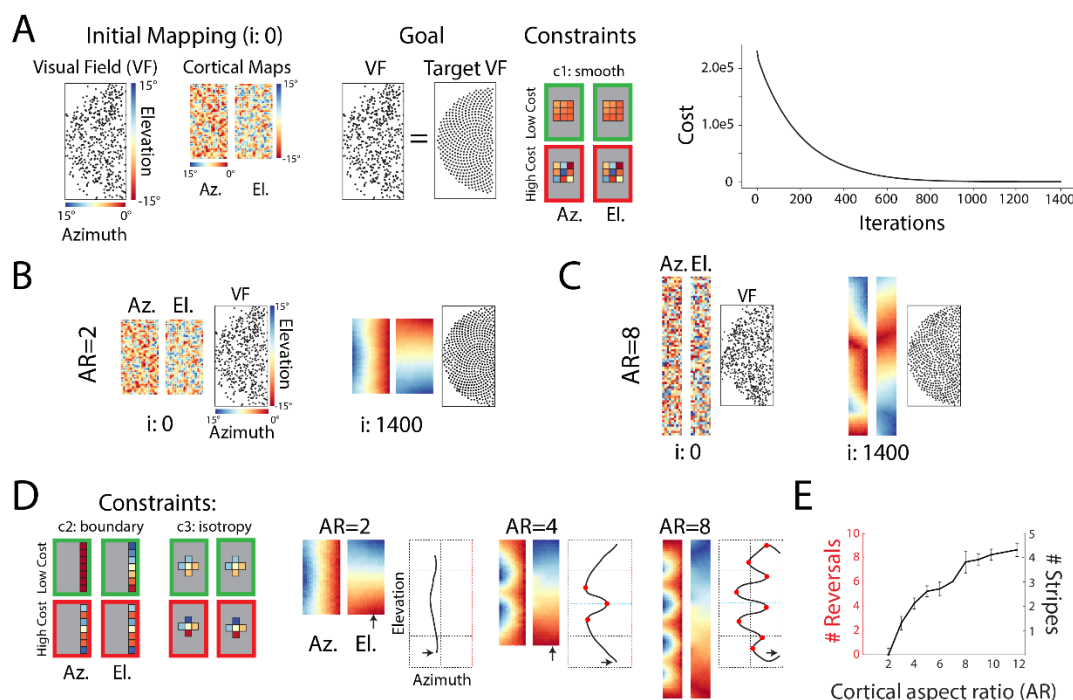 A
Initial Mapping (i: 0)
Goal
Constraints
Visual Field (VF)
Cortical Maps
VF
Target VF
c1: smooth
15°
Elevation
-15°
15°
-15°
15° 0°
Az. El.
15° 0°
Azimuth
=
Low Cost
High Cost
Az. El.
Cost
2.0e5
1.0e5
0
0 200 400 600 800 1000 1200 1400
Iterations
B
AR=2
Az. El. VF
15°
Elevation
-15°
15° 0°
Azimuth
i: 0
i: 1400
C
AR=8
Az. El.
VF
i: 0
i: 1400
D
Constraints:
c2: boundary c3: isotropy
Low Cost
High Cost
Az. El.
AR=2
Az. El.
Elevation
Azimuth
AR=4
AR=8
E
# Reversals
10
8
6
4
2
0
5
4
3
2
1
# Stripes
0 2 4 6 8 10 12
Cortical aspect ratio (AR)